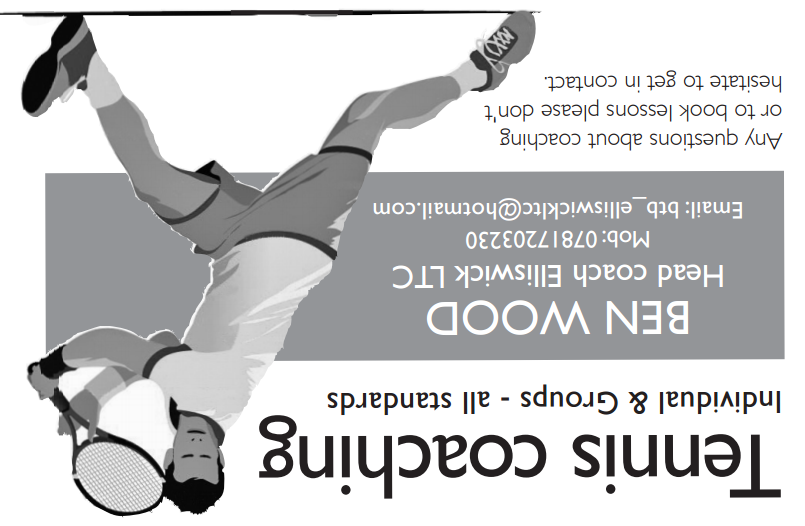 Tennis coaching
Individual & Groups - all standards
BEN WOOD
Head coach Elliswick LTC
Mob: 07817203230
Email: btb_elliswickltc@hotmail.com
Any questions about coaching
or to book lessons please don't
hesitate to get in contact.